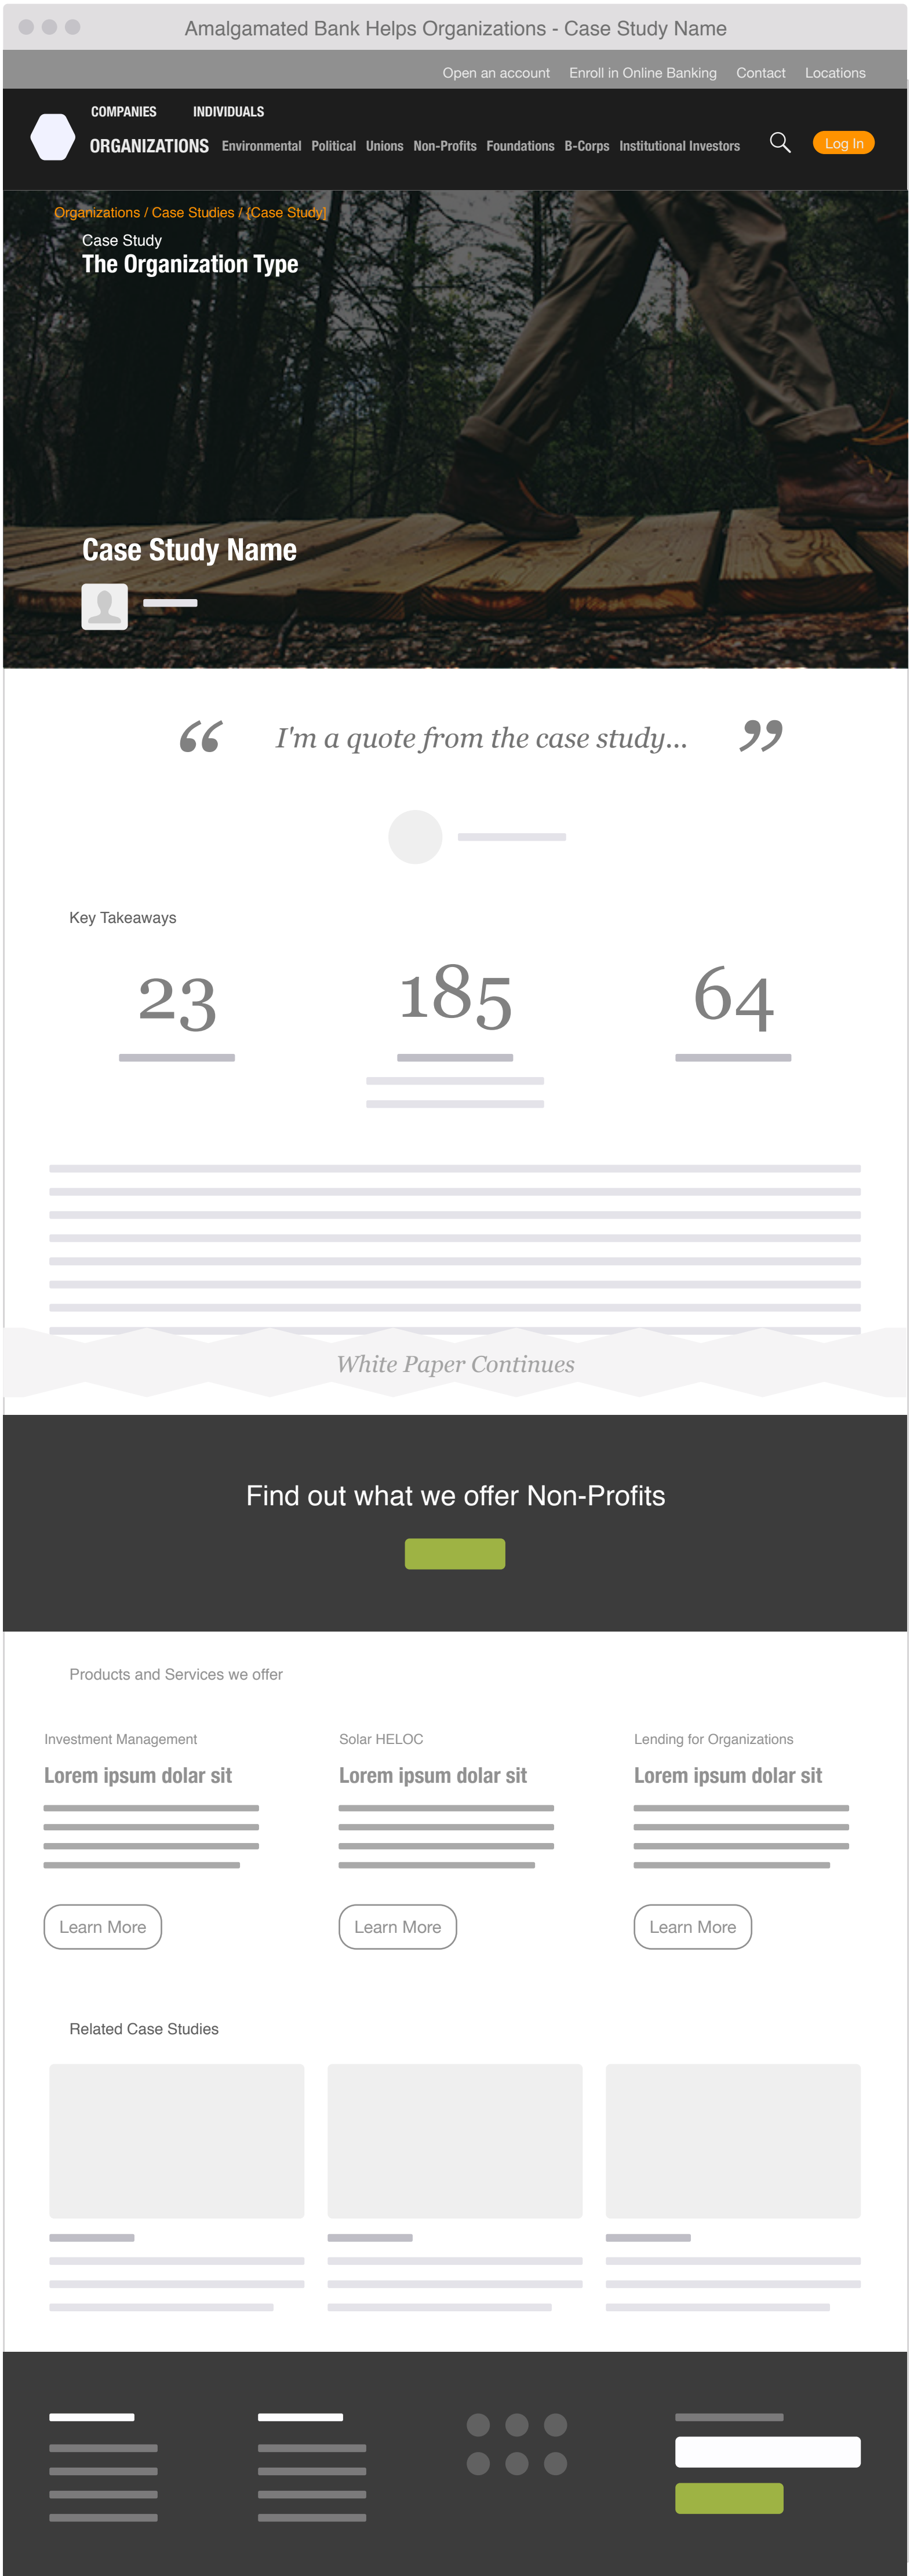 Amalgamated Bank Helps Organizations - Case Study Name
Open an account Enroll in Online Banking Contact Locations
COMPANIES INDIVIDUALS
ORGANIZATIONS Environmental Political Unions Non-Profits Foundations B-Corps Institutional Investors Log In
Organizations / Case Studies / {Case Study]
Case Study
The Organization Type
Case Study Name
“ I'm a quote from the case study... ”
Key Takeaways
23 185 64
White Paper Continues
Find out what we offer Non-Profits
Products and Services we offer
Investment Management Solar HELOC Lending for Organizations
Lorem ipsum dolar sit Lorem ipsum dolar sit Lorem ipsum dolar sit
Learn More Learn More Learn More
Related Case Studies